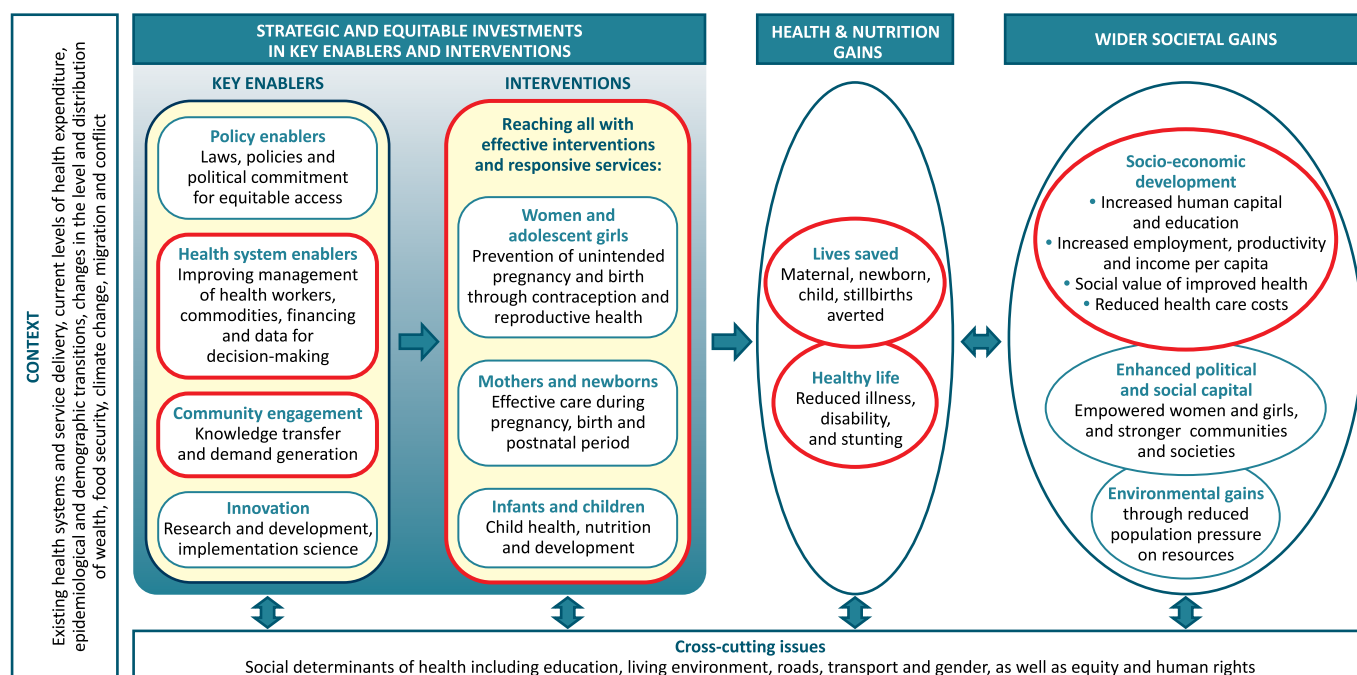 CONTEXT
Existing health systems and service delivery, current levels of health expenditure,
epidemiological and demographic transitions, changes in the level and distribution
of wealth, food security, climate change, migration and conflict
STRATEGIC AND EQUITABLE INVESTMENTS
IN KEY ENABLERS AND INTERVENTIONS
KEY ENABLERS
Policy enablers
Laws, policies and
political commitment
for equitable access
Health system enablers
Improving management
of health workers,
commodities, financing
and data for
decision-making
Community engagement
Knowledge transfer
and demand generation
Innovation
Research and development,
implementation science
INTERVENTIONS
Reaching all with
effective interventions
and responsive services:
Women and
adolescent girls
Prevention of unintended
pregnancy and birth
through contraception and
reproductive health
Mothers and newborns
Effective care during
pregnancy, birth and
postnatal period
Infants and children
Child health, nutrition
and development
HEALTH & NUTRITION
GAINS
Lives saved
Maternal, newborn,
child, stillbirths
averted
Healthy life
Reduced illness,
disability,
and stunting
WIDER SOCIETAL GAINS
Socio-economic
development
• Increased human capital
and education
• Increased employment, productivity
and income per capita
• Social value of improved health
• Reduced health care costs
Enhanced political
and social capital
Empowered women and girls,
and stronger communities
and societies
Environmental gains
through reduced
population pressure
on resources
Cross-cutting issues
Social determinants of health including education, living environment, roads, transport and gender, as well as equity and human rights